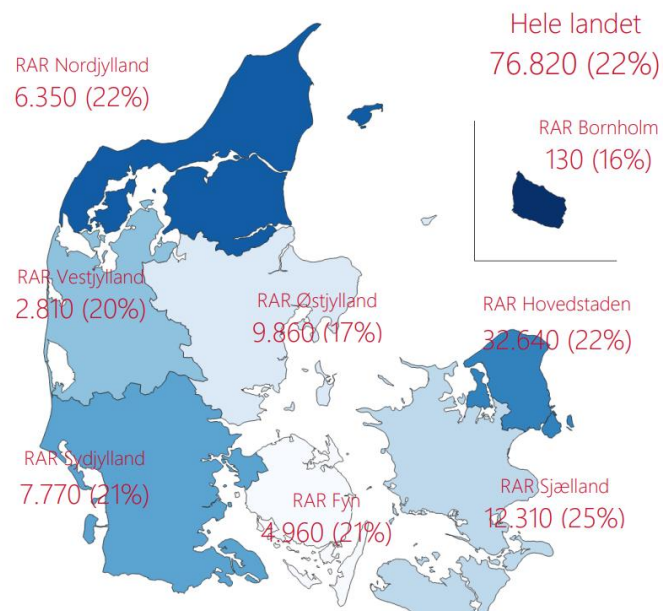 Hele landet
76.820 (22%)
RAR Nordjylland
6.350 (22%)
RAR Bornholm
130 (16%)
RAR Vestjylland
2.810 (20%)
RAR Østjylland
9.860 (17%)
RAR Hovedstaden
32.640 (22%)
RAR Sydjylland
7.770 (21%)
RAR Fyn
4.960 (21%)
RAR Sjælland
12.310 (25%)